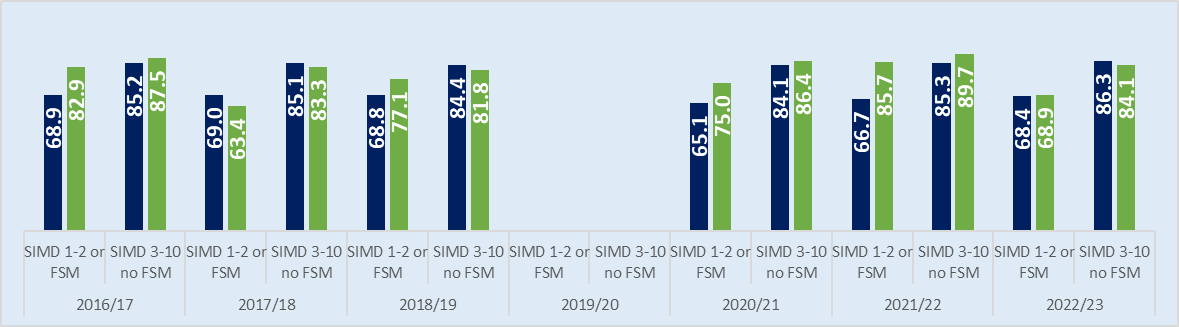 68.9 82.9 85.2 87.5 69.0 63.4 85.1 83.3 68.8 77.1 84.4 81.8 65.1 75.0 84.1 86.4 66.7 85.7 85.3 89.7 68.4 68.9 86.3 84.1
SIMD 1-2 or SIMD 3-10 SIMD 1-2 or SIMD 3-10 SIMD 1-2 or SIMD 3-10 SIMD 1-2 or SIMD 3-10 SIMD 1-2 or SIMD 3-10 SIMD 1-2 or SIMD 3-10 SIMD 1-2 or SIMD 3-10
FSM no FSM FSM no FSM FSM no FSM FSM no FSM FSM no FSM FSM no FSM FSM no FSM
2016/17 2017/18 2018/19 2019/20 2020/21 2021/22 2022/23